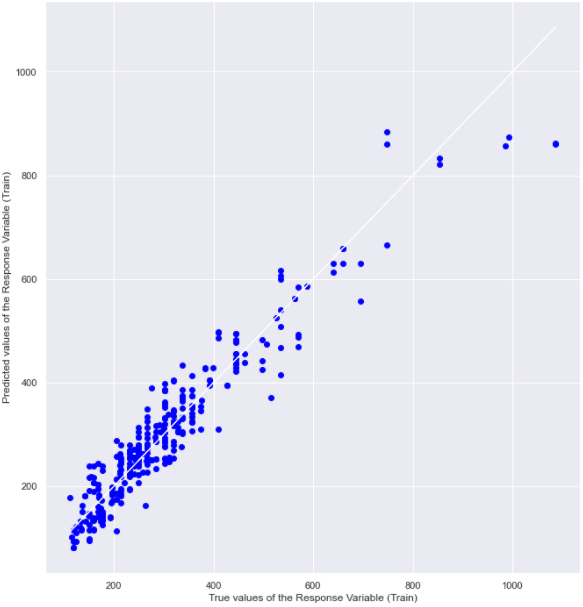 1000
800
600
400
200
Predicted values of the Response Variable (Train)
200 400 600 800 1000
True values of the Response Variable (Train)